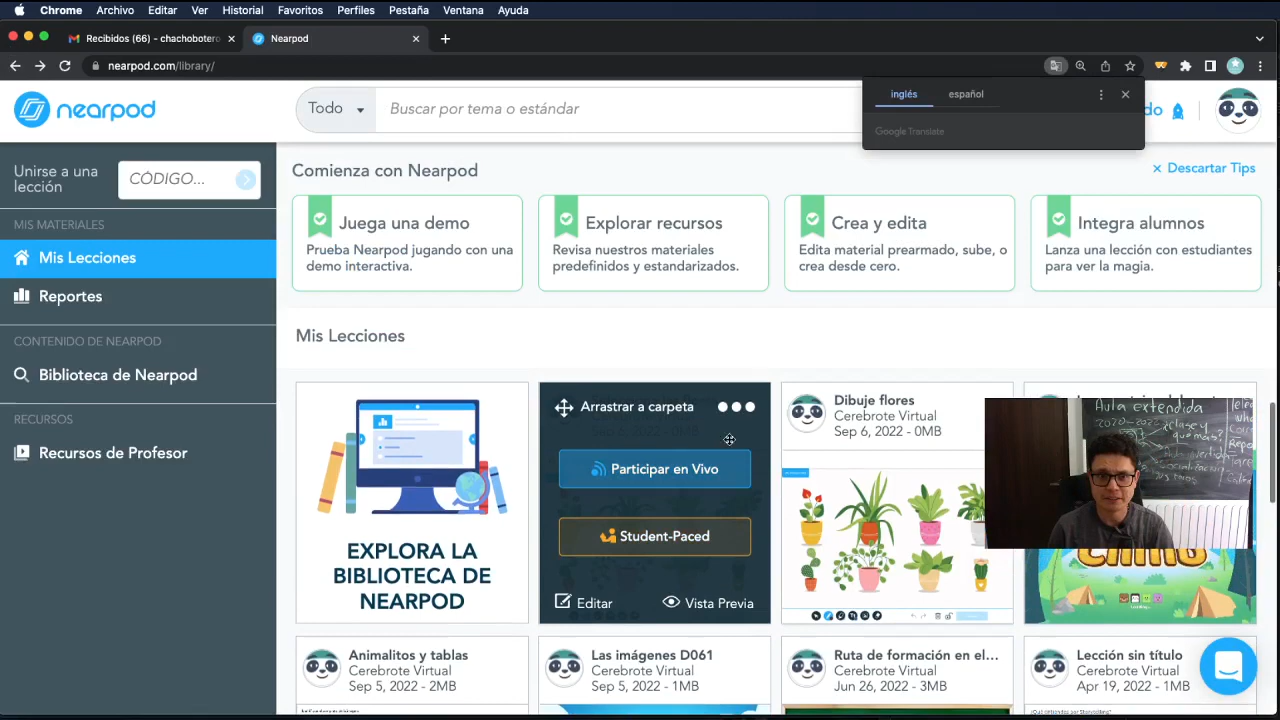 Chrome Archivo Editar Ver Historial Favoritos Perfiles Pestaña Ventana Ayuda
Recibidos (66) - chachobotero
Nearpod
nearpod.com/library/
nearpod
Todo
Buscar por tema o estándar
inglés español
Google Translate
do
Unirse a una
lección
CÓDIGO...
MIS MATERIALES
Mis Lecciones
Reportes
CONTENIDO DE NEARPOD
Biblioteca de Nearpod
RECURSOS
Recursos de Profesor
Comienza con Nearpod
Descartar Tips
Juega una demo
Prueba Nearpod jugando con una
demo interactiva.
Explorar recursos
Revisa nuestros materiales
predefinidos y estandarizados.
Crea y edita
Edita material prearmado, sube, o
crea desde cero.
Integra alumnos
Lanza una lección con estudiantes
para ver la magia.
Mis Lecciones
EXPLORA LA
BIBLIOTECA DE
NEARPOD
Arrastrar a carpeta
Participar en Vivo
Student-Paced
Editar
Vista Previa
Dibuje flores
Cerebrote Virtual
Sep 6, 2022 - 0MB
Aula extendida
Animalitos y tablas
Cerebrote Virtual
Sep 5, 2022 - 2MB
Las imágenes D061
Cerebrote Virtual
Sep 5, 2022 - 1MB
Ruta de formación en el...
Cerebrote Virtual
Jun 26, 2022 - 3MB
Lección sin título
Cerebrote Virtual
Apr 19, 2022 - 1MB